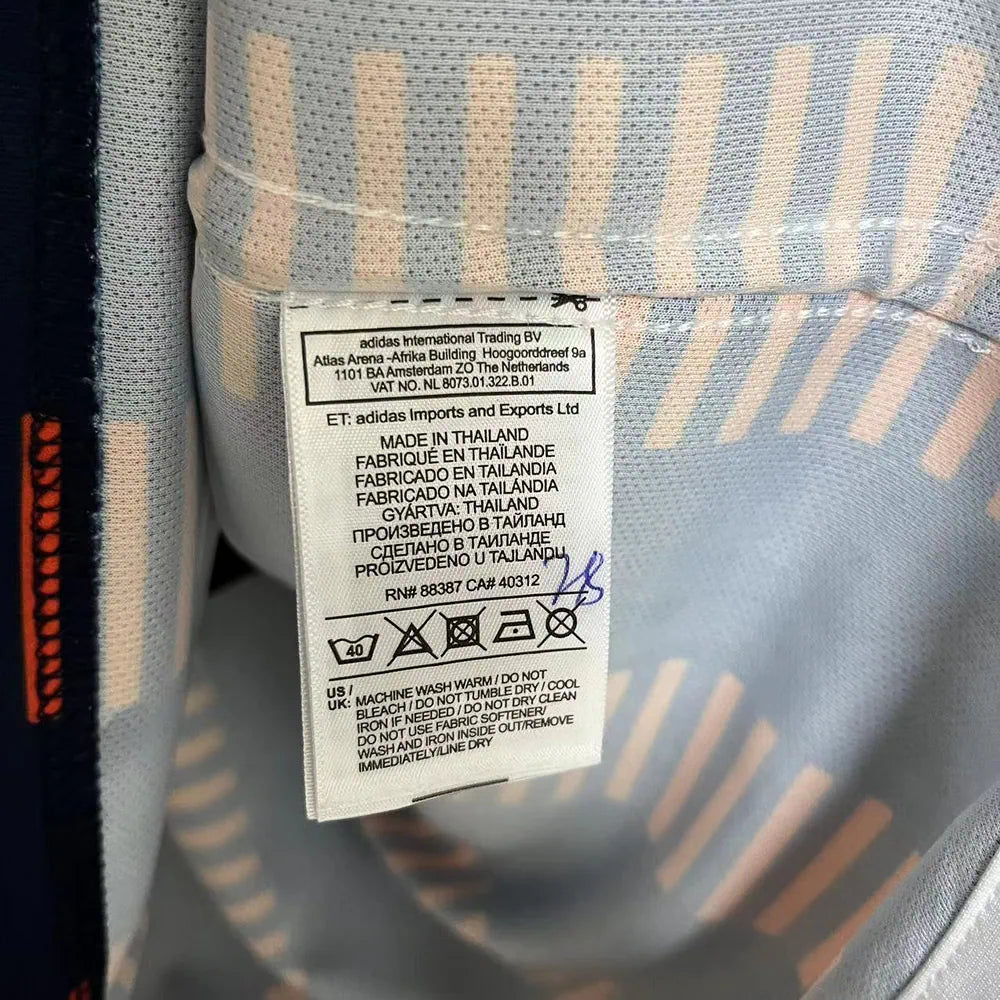 adidas International Trading BV
Atlas Arena -Afrika Building Hoogoorddreef 9a
1101 BA Amsterdam ZO The Netherlands
VAT NO. NL 8073.01.322.B.01
ET: adidas Imports and Exports Ltd
MADE IN THAILAND
FABRIQUÉ EN THAÏLANDE
FABRICADO EN TAILANDIA
FABRICADO NA TAILÂNDIA
GYÁRTVA: THAILAND
ПРОИЗВЕДЕНО В ТАЙЛАНД
СДЕЛАНО В ТАИЛАНДЕ
PROIZVEDENO U TAJLANDU
RN# 88387 CA# 40312
40
US / UK: MACHINE WASH WARM / DO NOT
BLEACH / DO NOT TUMBLE DRY / COOL
IRON IF NEEDED / DO NOT DRY CLEAN
DO NOT USE FABRIC SOFTENER/
WASH AND IRON INSIDE OUT/REMOVE
IMMEDIATELY/LINE DRY